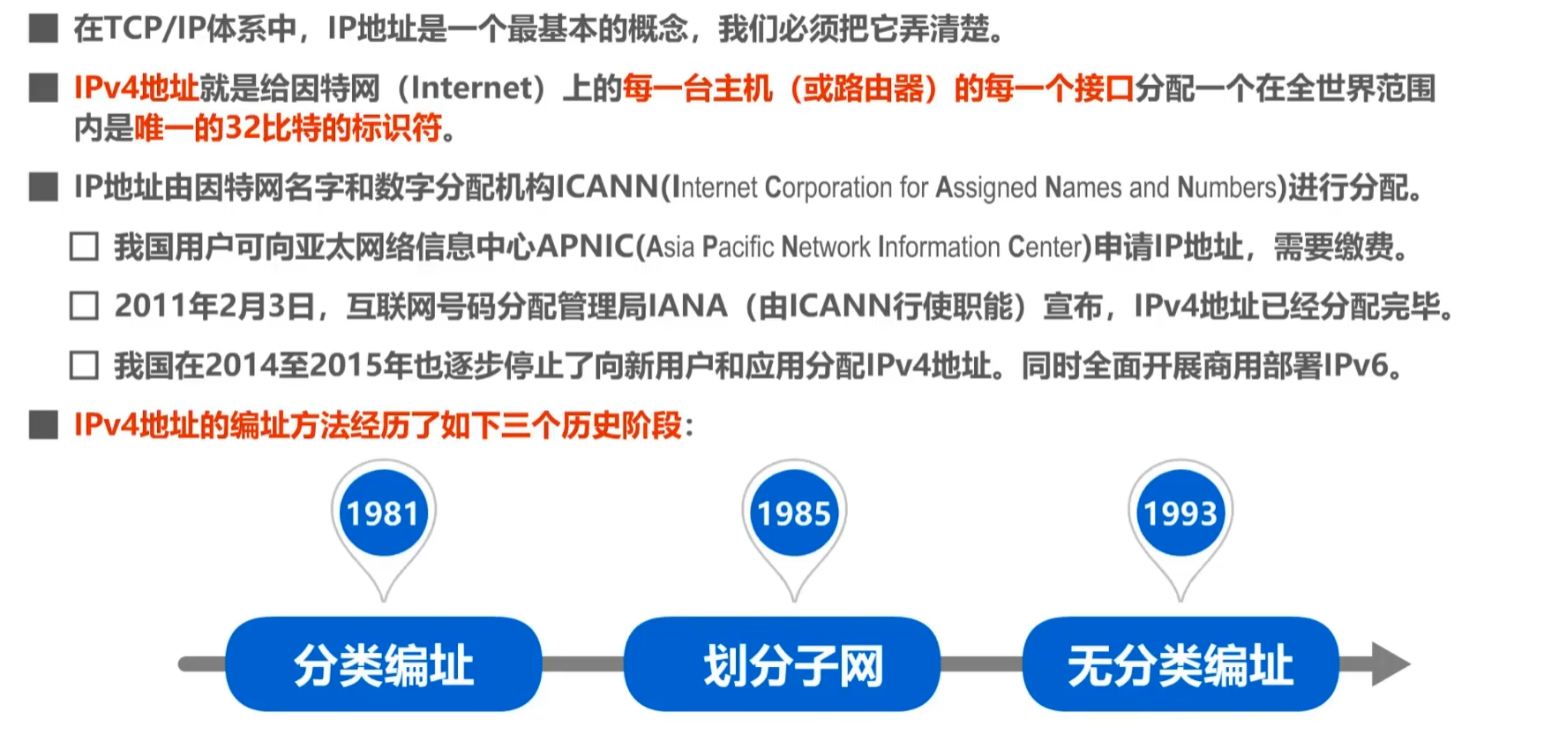 在TCP/IP体系中，IP地址是一个最基本的概念，我们必须把它弄清楚。
IPv4地址就是给因特网（Internet）上的每一台主机（或路由器）的每一个接口分配一个在全世界范围
内是唯一的32比特的标识符。
IP地址由因特网名字和数字分配机构ICANN(Internet Corporation for Assigned Names and Numbers)进行分配。
我国用户可向亚太网络信息中心APNIC(Asia Pacific Network Information Center)申请IP地址，需要缴费。
2011年2月3日，互联网号码分配管理局IANA（由ICANN行使职能）宣布，IPv4地址已经分配完毕。
我国在2014至2015年也逐步停止了向新用户和应用分配IPv4地址。同时全面开展商用部署IPv6。
IPv4地址的编址方法经历了如下三个历史阶段：
1981 1985 1993
分类编址 划分子网 无分类编址